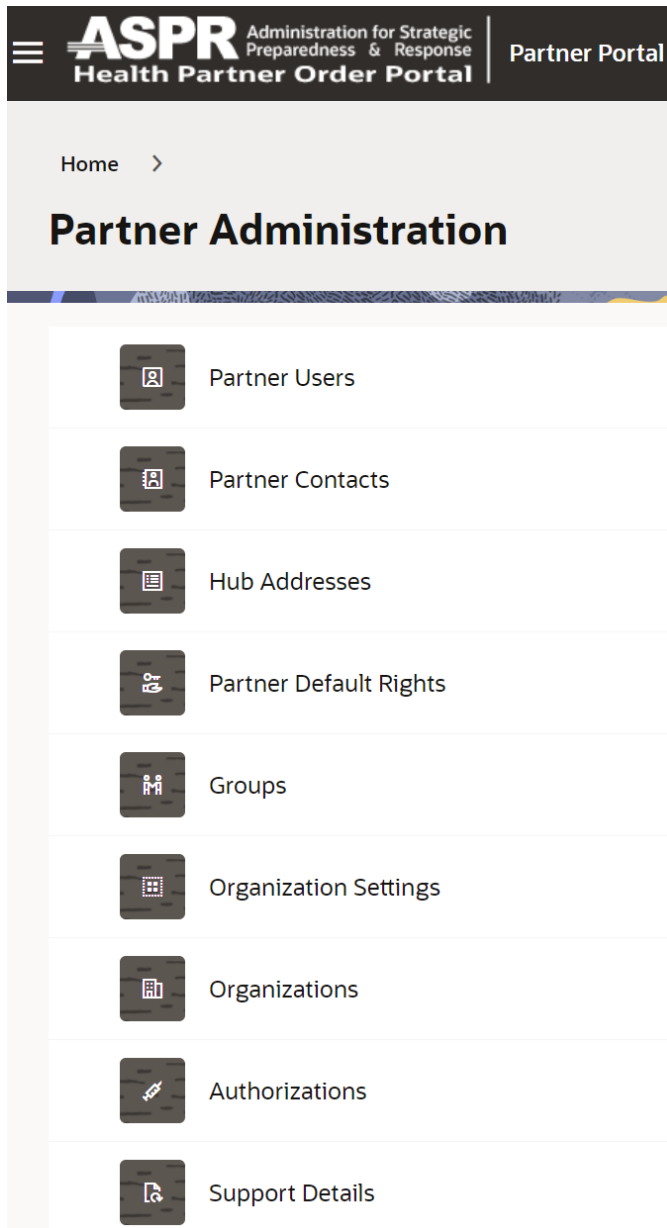 ASPR Administration for Strategic
Preparedness & Response
Health Partner Order Portal
Partner Portal
Home
Partner Administration
Partner Users
Partner Contacts
Hub Addresses
Partner Default Rights
Groups
Organization Settings
Organizations
Authorizations
Support Details